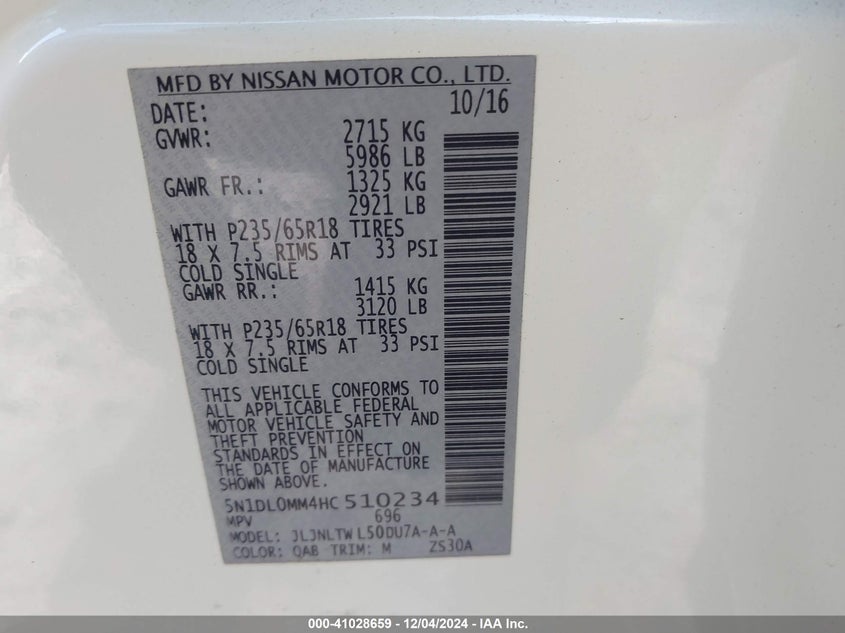 MFD BY NISSAN MOTOR CO., LTD.
DATE: 10/16
GVWR: 2715 KG
5986 LB
GAWR FR.: 1325 KG
2921 LB
WITH P235/65R18 TIRES
18 X 7.5 RIMS AT 33 PSI
COLD SINGLE
GAWR RR.: 1415 KG
3120 LB
WITH P235/65R18 TIRES
18 X 7.5 RIMS AT 33 PSI
COLD SINGLE
THIS VEHICLE CONFORMS TO
ALL APPLICABLE FEDERAL
MOTOR VEHICLE SAFETY AND
THEFT PREVENTION
STANDARDS IN EFFECT ON
THE DATE OF MANUFACTURE
SHOWN ABOVE.
5N1DL0MM4HC510234
MPV 696
MODEL: JLJNLTW L50DU7A-A-A
COLOR: QAB TRIM: M ZS30A
000-41028659 - 12/04/2024 - IAA Inc.